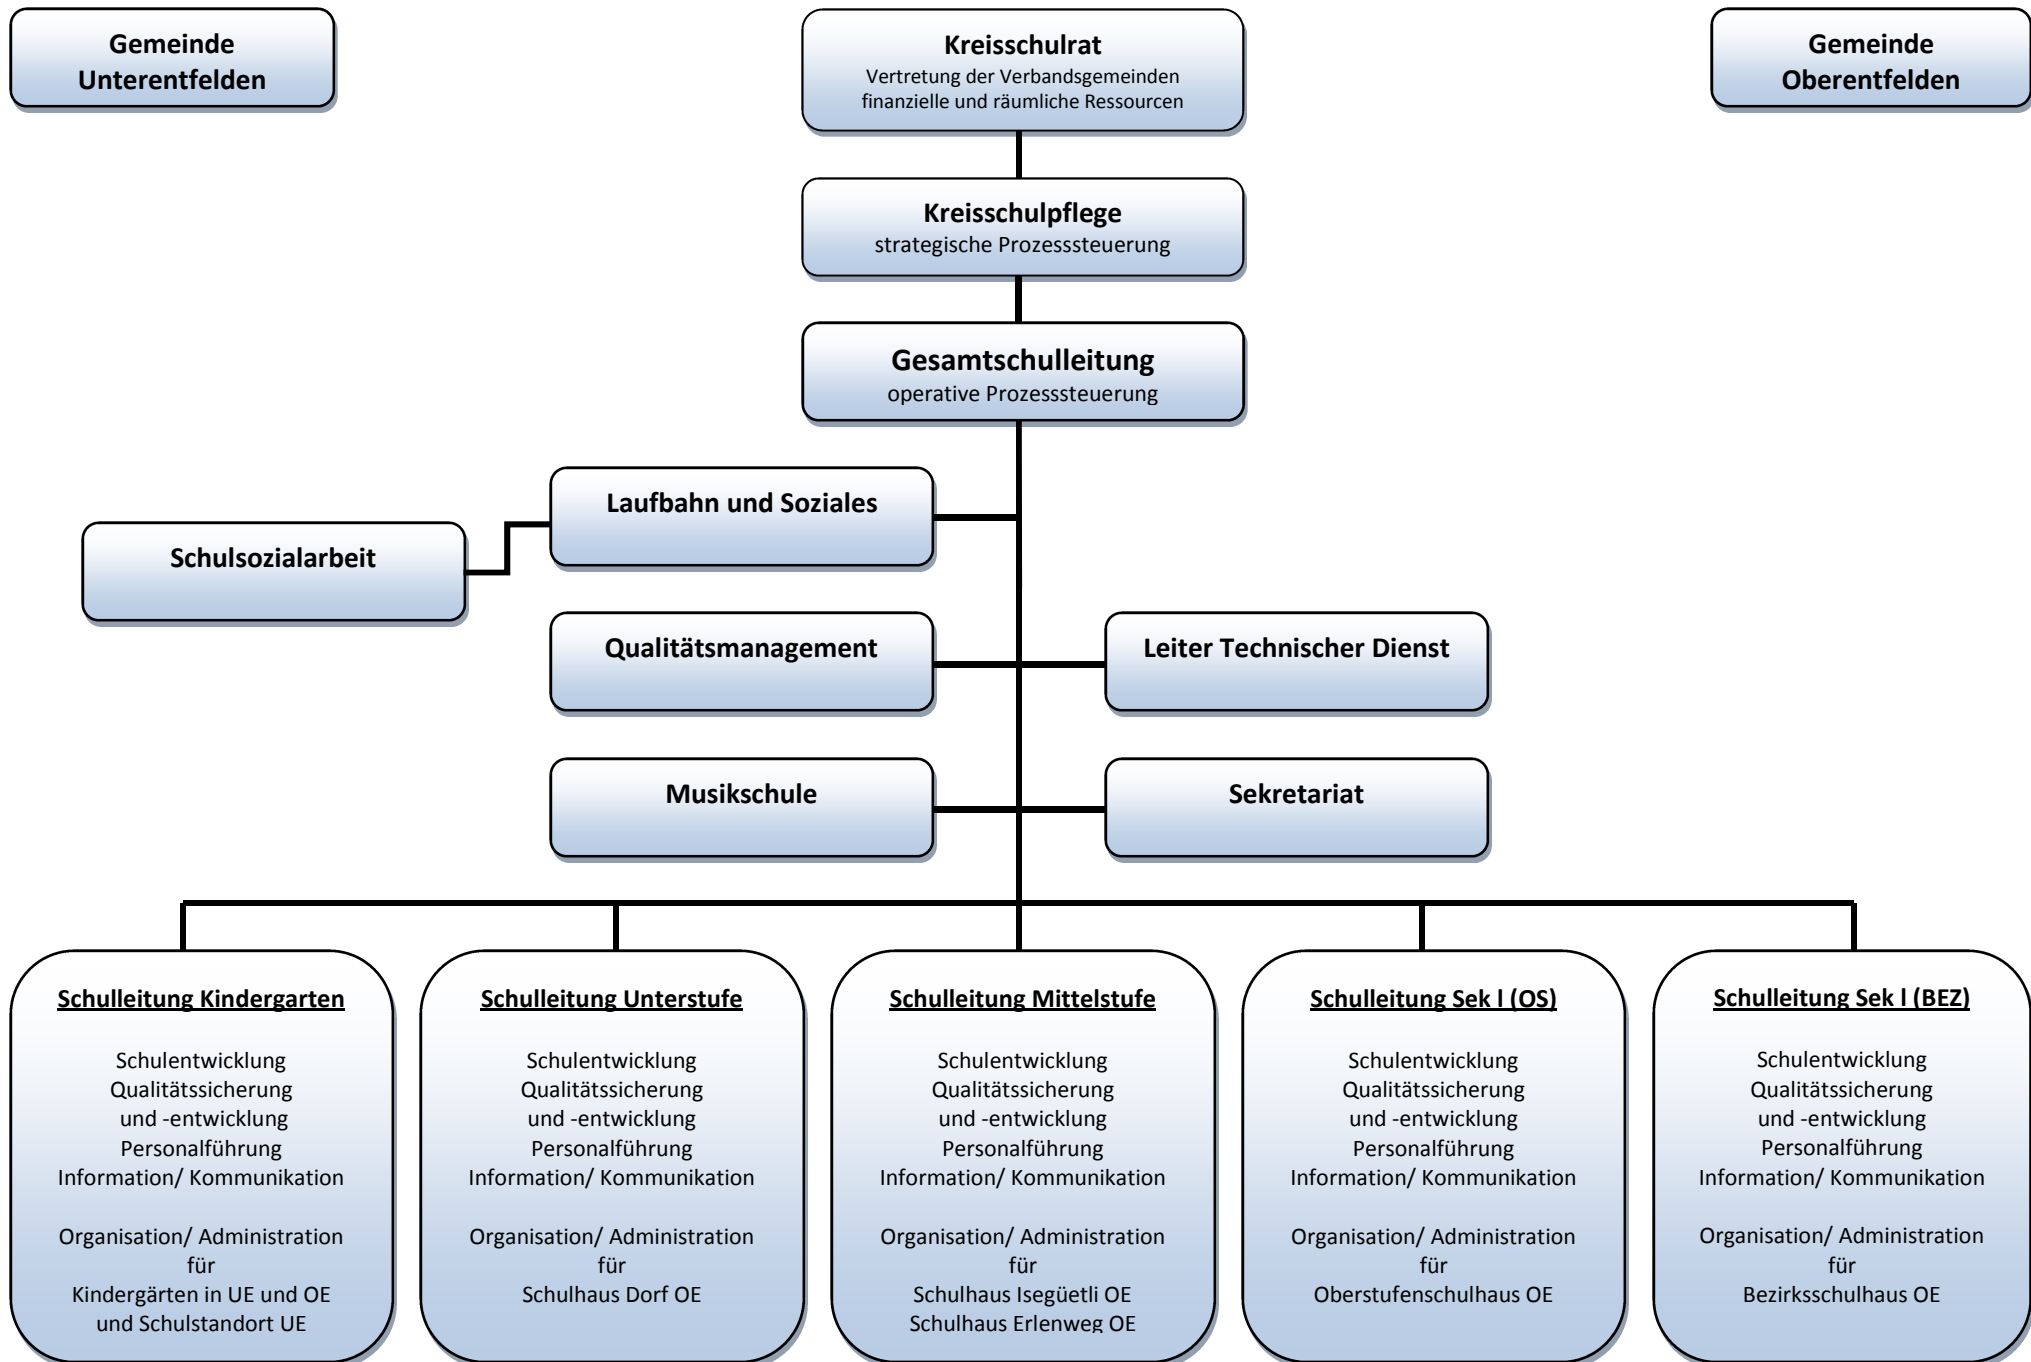 Gemeinde
Unterentfelden
Kreisschulrat
Vertretung der Verbandsgemeinden
finanzielle und räumliche Ressourcen
Gemeinde
Oberentfelden
Kreisschulpflege
strategische Prozesssteuerung
Gesamtschulleitung
operative Prozesssteuerung
Laufbahn und Soziales
Schulsozialarbeit
Qualitätsmanagement
Leiter Technischer Dienst
Musikschule
Sekretariat
Schulleitung Kindergarten
Schulentwicklung
Qualitätssicherung
und -entwicklung
Personalführung
Information/ Kommunikation
Organisation/ Administration
für
Kindergärten in UE und OE
und Schulstandort UE
Schulleitung Unterstufe
Schulentwicklung
Qualitätssicherung
und -entwicklung
Personalführung
Information/ Kommunikation
Organisation/ Administration
für
Schulhaus Dorf OE
Schulleitung Mittelstufe
Schulentwicklung
Qualitätssicherung
und -entwicklung
Personalführung
Information/ Kommunikation
Organisation/ Administration
für
Schulhaus Isegüetli OE
Schulhaus Erlenweg OE
Schulleitung Sek l (OS)
Schulentwicklung
Qualitätssicherung
und -entwicklung
Personalführung
Information/ Kommunikation
Organisation/ Administration
für
Oberstufenschulhaus OE
Schulleitung Sek l (BEZ)
Schulentwicklung
Qualitätssicherung
und -entwicklung
Personalführung
Information/ Kommunikation
Organisation/ Administration
für
Bezirksschulhaus OE